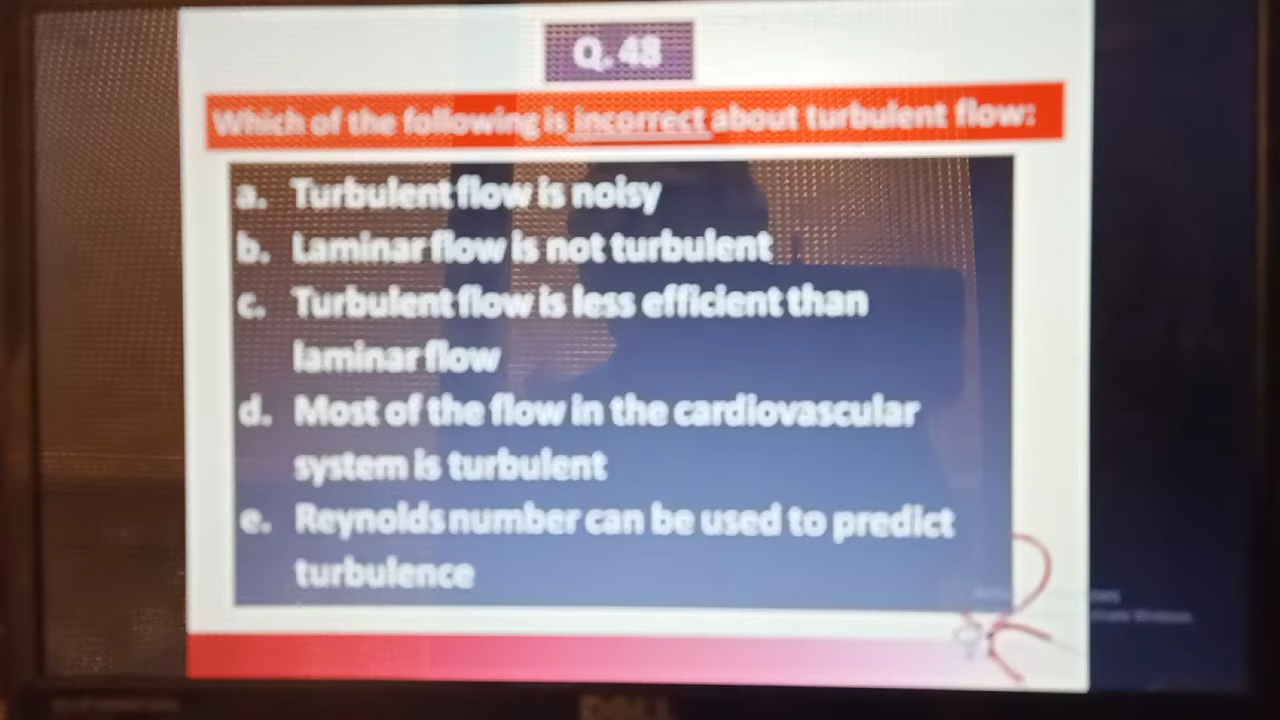 Q. 48
Which of the following is incorrect about turbulent flow:
a. Turbulent flow is noisy
b. Laminar flow is not turbulent
c. Turbulent flow is less efficient than
laminar flow
d. Most of the flow in the cardiovascular
system is turbulent
e. Reynolds number can be used to predict
turbulence
DELL